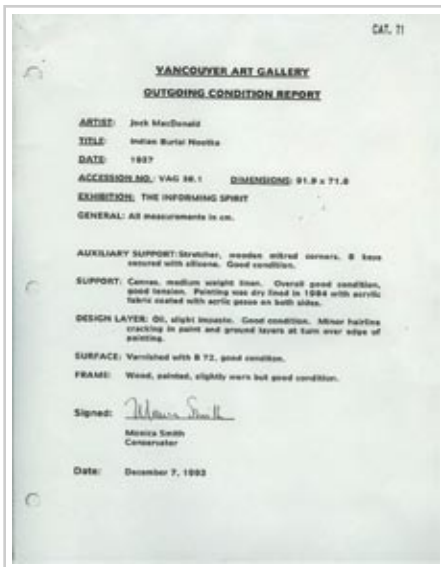 CAT. 71
VANCOUVER ART GALLERY
OUTGOING CONDITION REPORT
ARTIST: Jock MacDonald
TITLE: Indian Burial Nootka
DATE: 1937
ACCESSION NO.: VAG 38.1 DIMENSIONS: 91.9 x 71.8
EXHIBITION: THE INFORMING SPIRIT
GENERAL: All measurements in cm.
AUXILIARY SUPPORT: Stretcher, wooden mitred corners. 8 keys
secured with silicone. Good condition.
SUPPORT: Canvas, medium weight linen. Overall good condition,
good tension. Painting was dry lined in 1984 with acrylic
fabric coated with gesso on both sides.
DESIGN LAYER: Oil, slight impasto. Good condition. Minor hairline
cracking in paint and ground layers at turn over edge of
painting.
SURFACE: Varnished with B 72, good condition.
FRAME: Wood, painted, slightly worn but good condition.
Signed: Monica Smith
Monica Smith
Conservator
Date: December 7, 1993